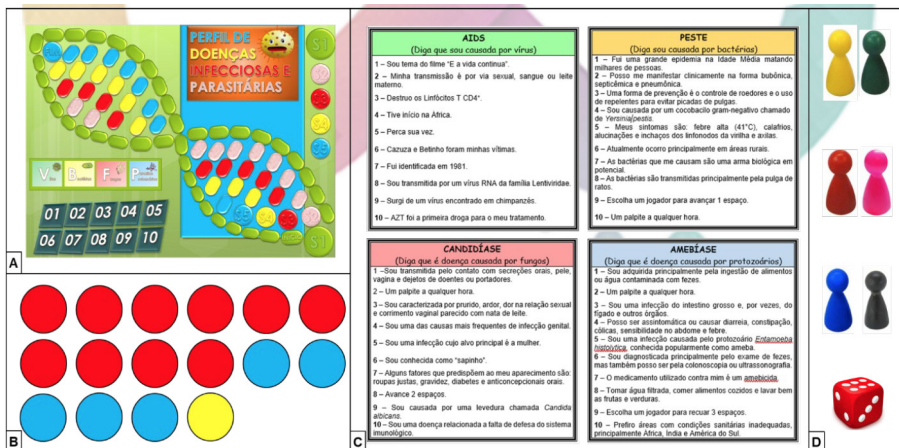 PERFIL DE
DOENÇAS
INFECCIOSAS E
PARASITÁRIAS
V B F P
01 02 03 04 05
06 07 08 09 10
A
B
AIDS
(Diga que sou causada por vírus)
1 – Sou tema do filme "E a vida continua".
2 – Minha transmissão é por via sexual, sangue ou leite
materno.
3 – Destruo os Linfócitos T CD4⁺.
4 – Tive início na África.
5 – Perca sua vez.
6 – Cazuza e Betinho foram minhas vítimas.
7 – Fui identificada em 1981.
8 – Sou transmitida por um vírus RNA da família Lentiviridae.
9 – Surgi de um vírus encontrado em chimpanzés.
10 – AZT foi a primeira droga para o meu tratamento.
PESTE
(Diga sou causada por bactérias)
1 – Fui uma grande epidemia na Idade Média matando
milhares de pessoas.
2 – Posso me manifestar clinicamente na forma bubônica,
septicêmica e pneumônica.
3 – Uma forma de prevenção é o controle de roedores e o uso
de repelentes para evitar picadas de pulgas.
4 – Sou causada por um cocobacilo gram-negativo chamado
de Yersinia pestis.
5 – Meus sintomas são: febre alta (41°C), calafrios,
alucinações e inchaços dos linfonodos da virilha e axilas.
6 – Atualmente ocorro principalmente em áreas rurais.
7 – As bactérias que me causam são uma arma biológica em
potencial.
8 – As bactérias são transmitidas principalmente pela pulga de
ratos.
9 – Escolha um jogador para avançar 1 espaço.
10 – Um palpite a qualquer hora.
CANDIDÍASE
(Diga que é doença causada por fungos)
1 –Sou transmitida pelo contato com secreções orais, pele,
vagina e dejetos de doentes ou portadores.
2 – Um palpite a qualquer hora.
3 – Sou caracterizada por prurido, ardor, dor na relação sexual
e corrimento vaginal parecido com nata de leite.
4 – Sou uma das causas mais frequentes de infecção genital.
5 – Sou uma infecção cujo alvo principal é a mulher.
6 – Sou conhecida como "sapinho".
7 – Alguns fatores que predispõem ao meu aparecimento são:
roupas justas, gravidez, diabetes e anticoncepcionais orais.
8 – Avance 2 espaços.
9 – Sou causada por uma levedura chamada Candida
albicans.
10 – Sou uma doença relacionada a falta de defesa do sistema
imunológico.
AMEBÍASE
(Diga que é doença causada por protozoários)
1 – Sou adquirida principalmente pela ingestão de alimentos
ou água contaminada com fezes.
2 – Um palpite a qualquer hora.
3 – Sou uma infecção do intestino grosso e, por vezes, do
fígado e outros órgãos.
4 – Posso ser assintomática ou causar diarreia, constipação,
cólicas, sensibilidade no abdome e febre.
5 – Sou uma infecção causada pelo protozoário Entamoeba
histolytica, conhecida popularmente como ameba.
6 – Sou diagnosticada principalmente pelo exame de fezes,
mas também posso ser pela colonoscopia ou ultrassonografia.
7 – O medicamento utilizado contra mim é um amebicida.
8 – Tomar água filtrada, comer alimentos cozidos e lavar bem
as frutas e verduras.
9 – Escolha um jogador para recuar 3 espaços.
10 – Prefiro áreas com condições sanitárias inadequadas,
principalmente África, Índia e América do Sul.
C
D